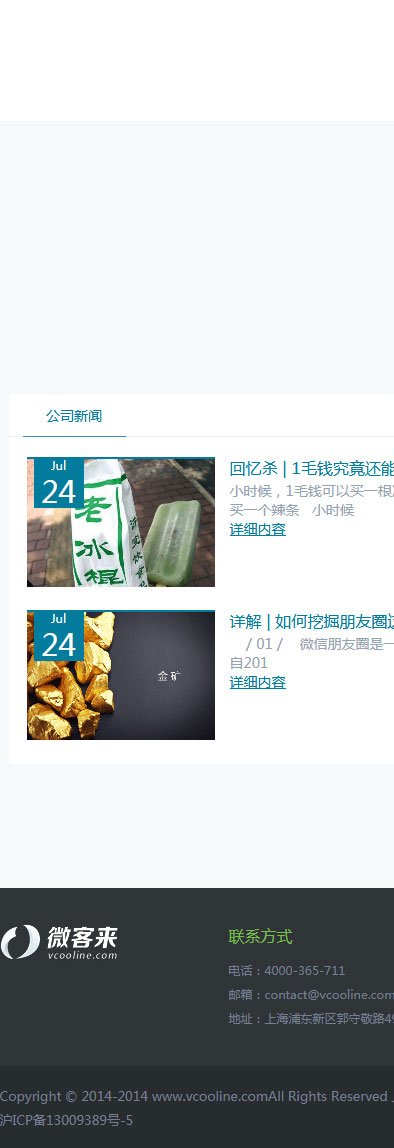 公司新闻
Jul
24
老冰棍
回忆杀 | 1毛钱究竟还能
小时候，1毛钱可以买一根
买一个辣条 小时候
详细内容
Jul
24
金矿
详解 | 如何挖掘朋友圈
/ 01 / 微信朋友圈是一
自201
详细内容
微客来
vcooline.com
联系方式
电话：4000-365-711
邮箱：contact@vcooline.com
地址：上海浦东新区郭守敬路49
Copyright © 2014-2014 www.vcooline.comAll Rights Reserved
沪ICP备13009389号-5